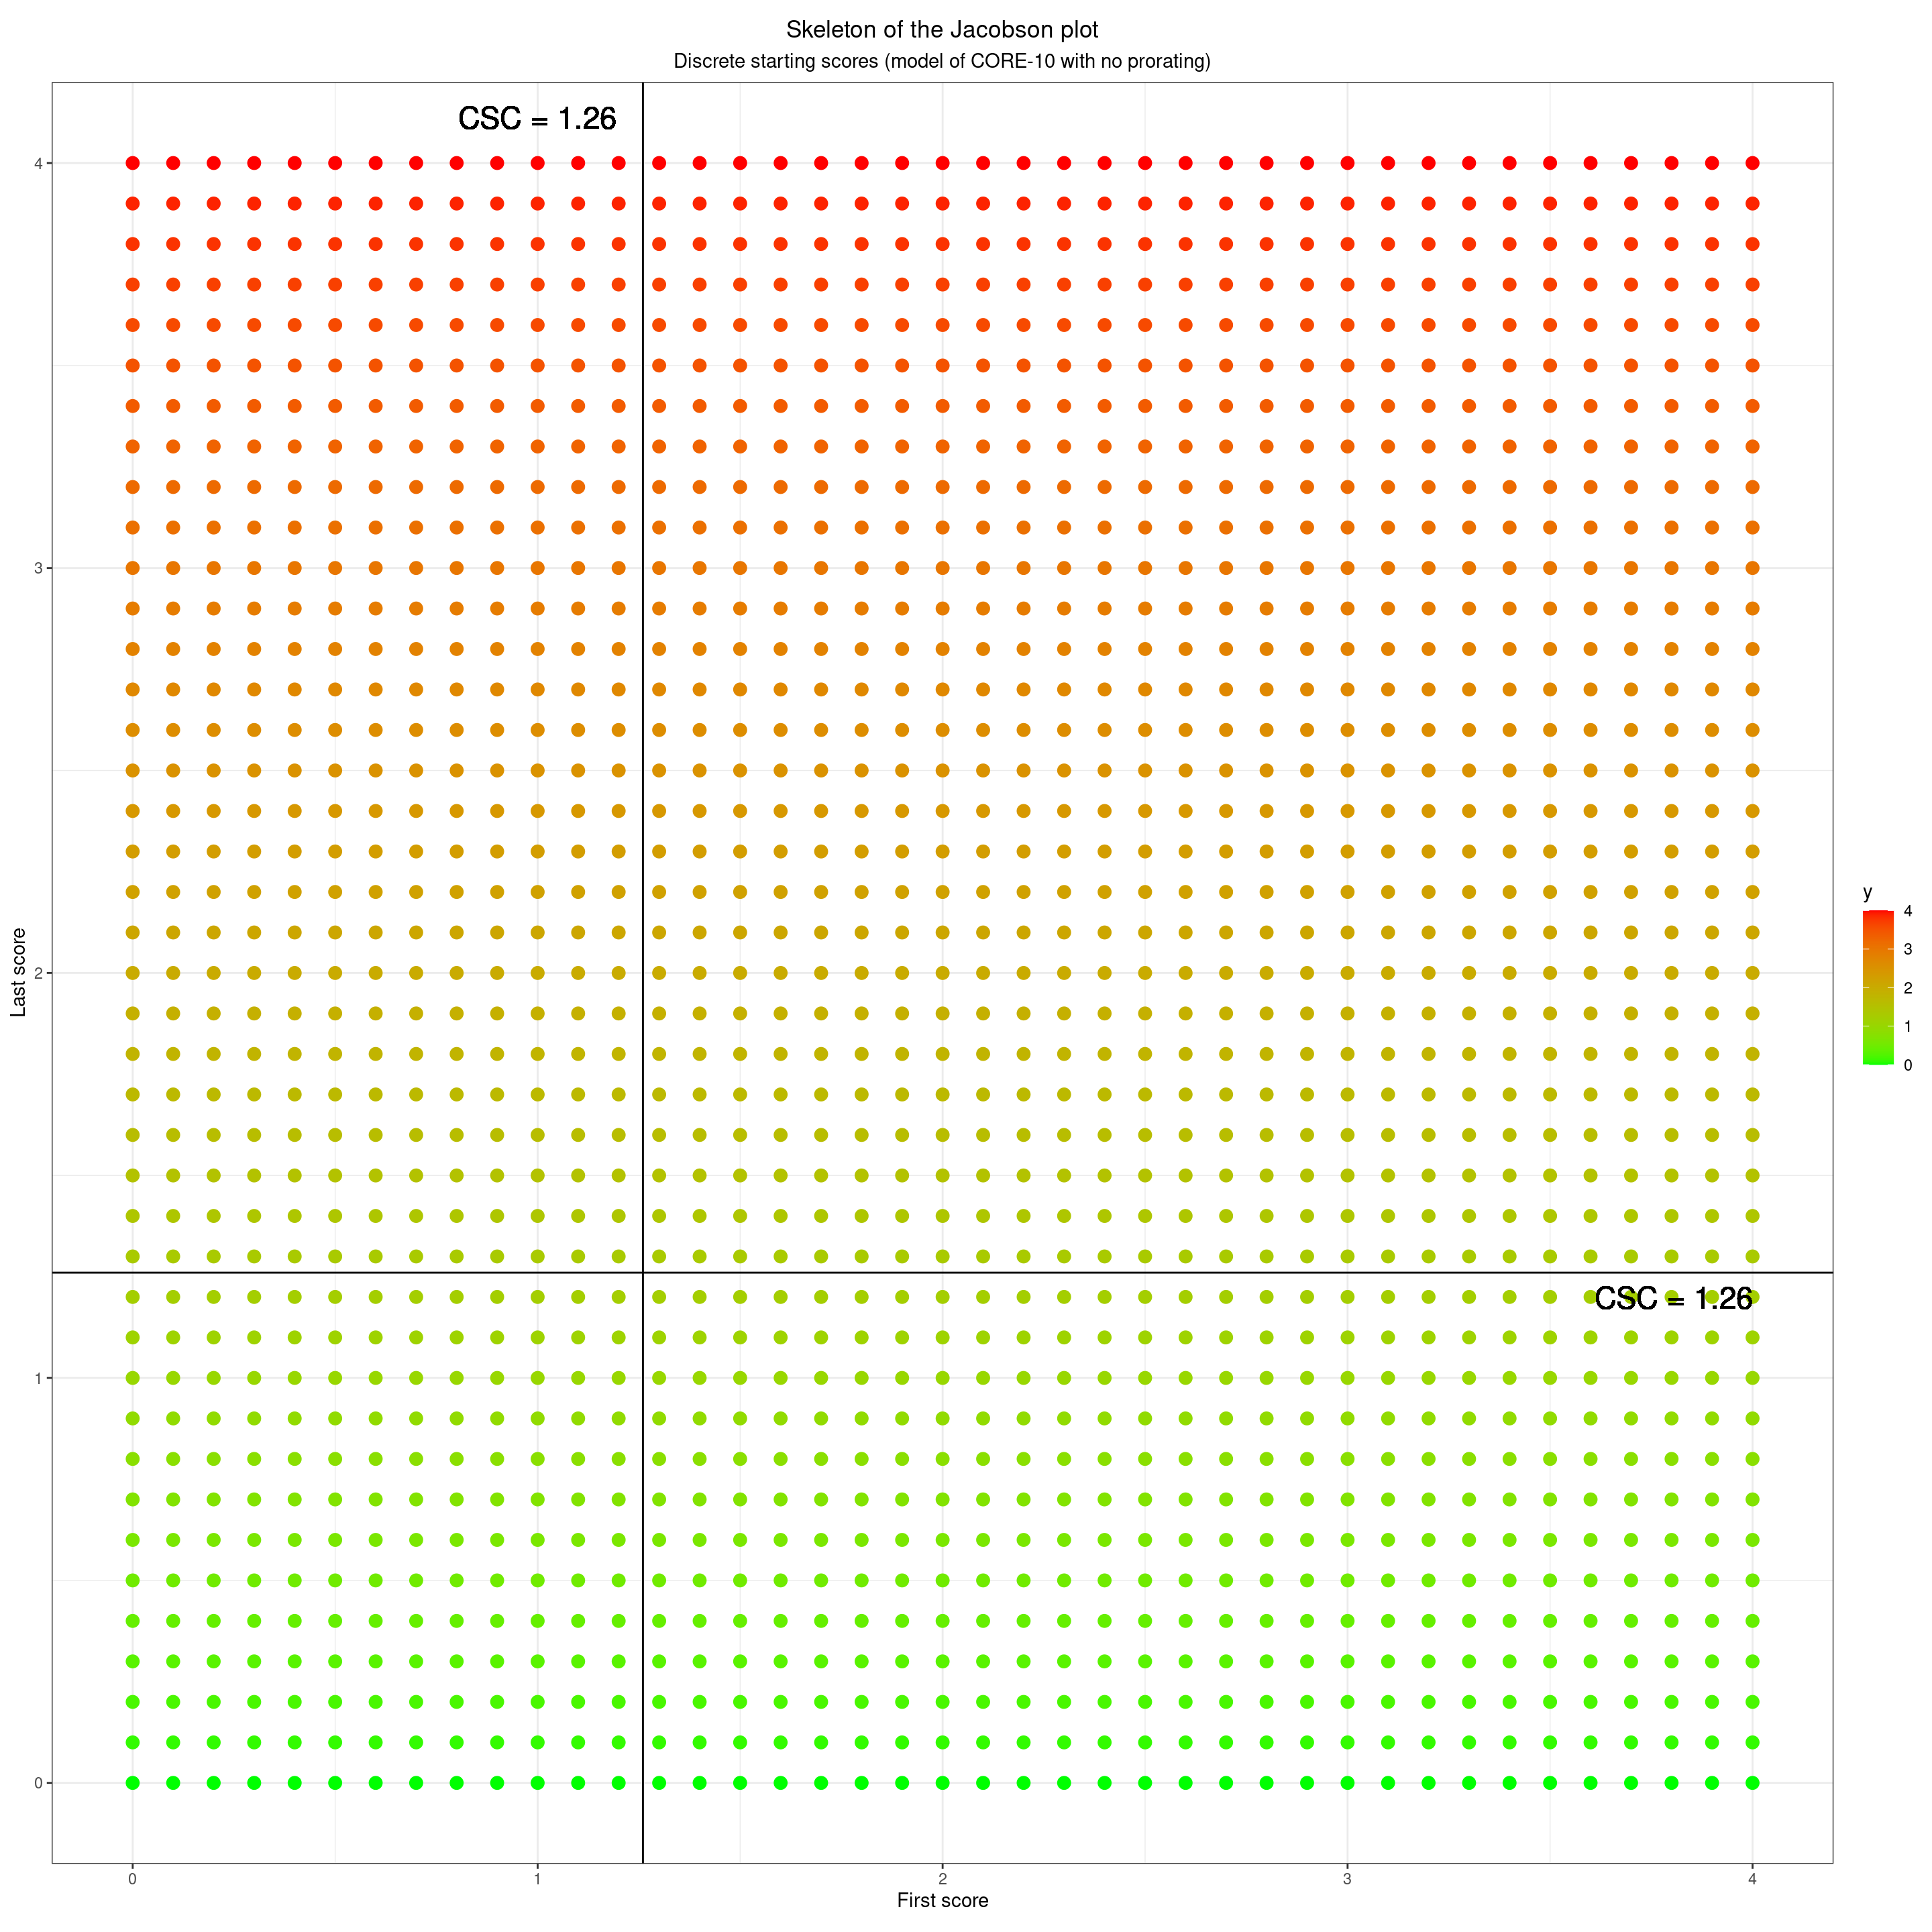 Skeleton of the Jacobson plot
Discrete starting scores (model of CORE-10 with no prorating)
CSC = 1.26
4
3
2
1
0
Last score
CSC = 1.26
0
1
2
3
4
First score
y
4
3
2
1
0